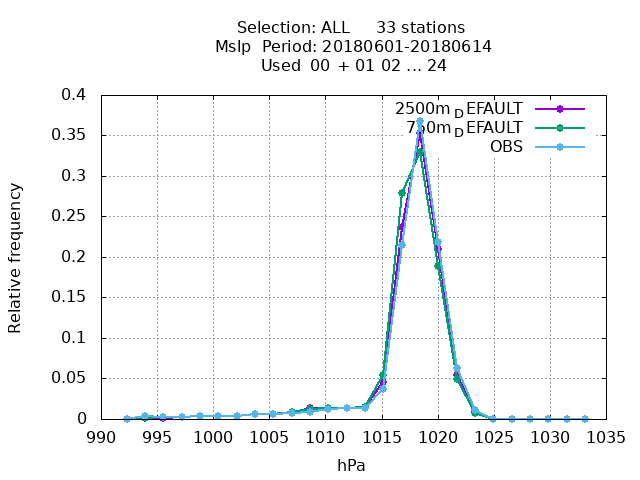 Selection: ALL 33 stations
Mslp Period: 20180601-20180614
Used 00 + 01 02 ... 24
0.4
0.35
0.3
0.25
0.2
0.15
0.1
0.05
0
Relative frequency
2500m_DEFAULT
750m_DEFAULT
OBS
990 995 1000 1005 1010 1015 1020 1025 1030 1035
hPa